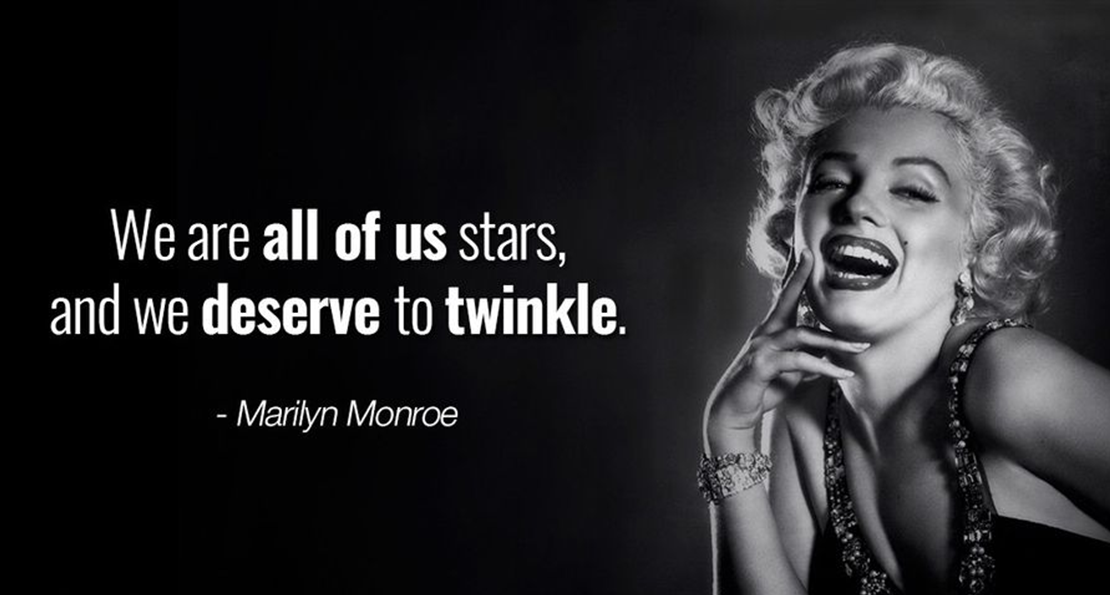 We are all of us stars,
and we deserve to twinkle.
- Marilyn Monroe